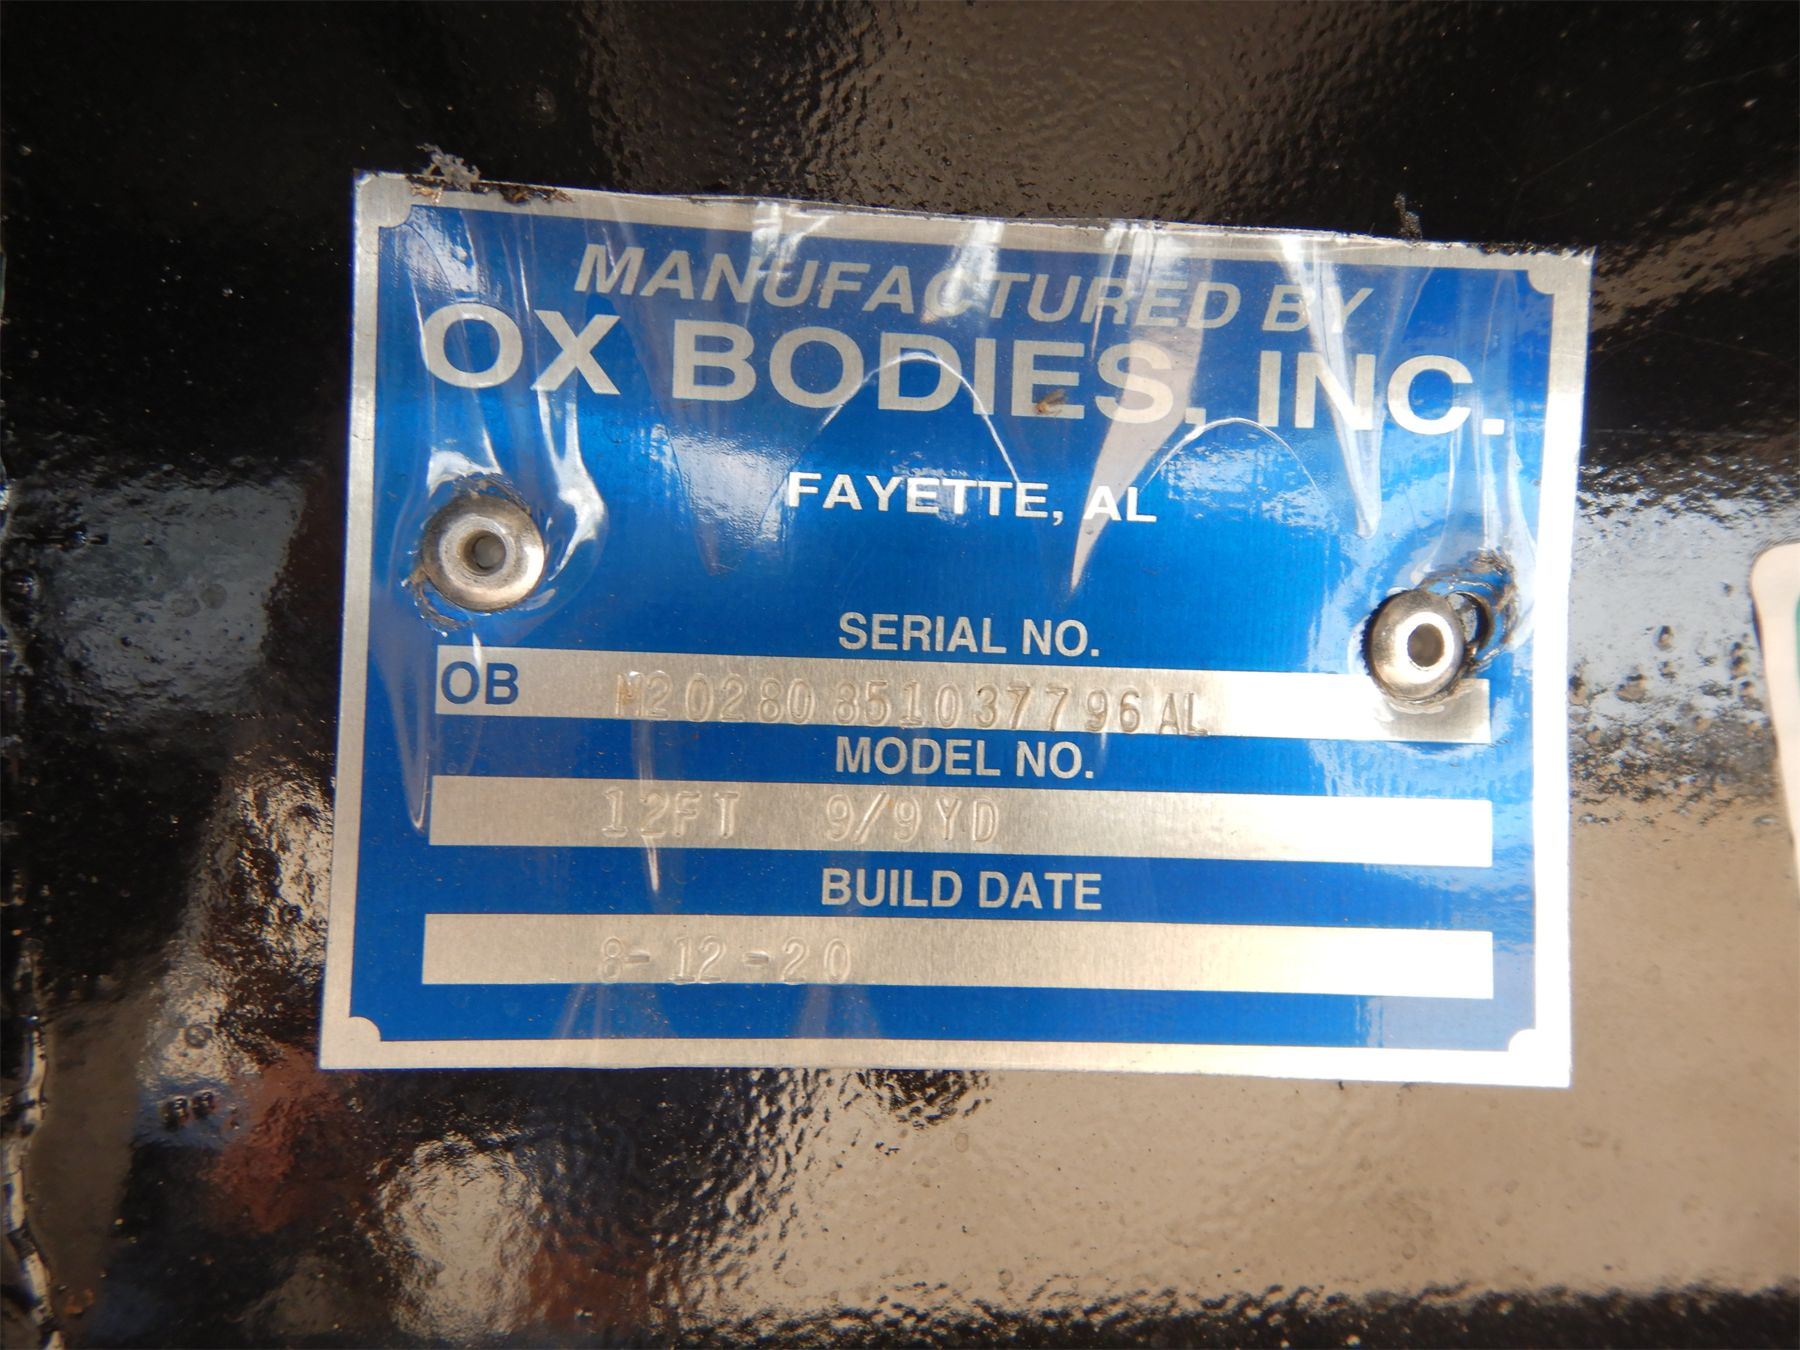 MANUFACTURED BY
OX BODIES, INC.
FAYETTE, AL
SERIAL NO.
OB M20280851037796AL
MODEL NO.
12FT 9/9YD
BUILD DATE
8-12-20